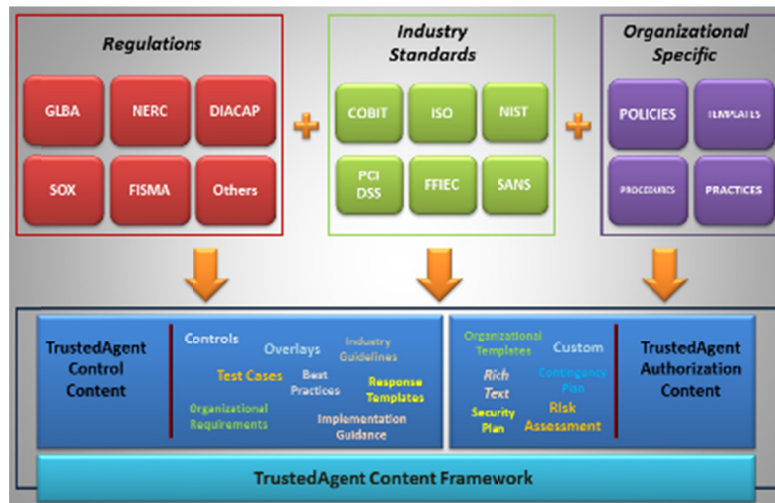 Regulations
GLBA
NERC
DIACAP
SOX
FISMA
Others
+
Industry
Standards
COBIT
ISO
NIST
PCI
DSS
FFIEC
SANS
+
Organizational
Specific
POLICIES
TEMPLATES
PROCEDURES
PRACTICES
TrustedAgent
Control
Content
Controls
Overlays
Industry
Guidelines
Test Cases
Best
Practices
Response
Templates
Organizational
Requirements
Implementation
Guidance
Organizational
Templates
Custom
Rich
Text
Contingency
Plan
Security
Plan
Risk
Assessment
TrustedAgent
Authorization
Content
TrustedAgent Content Framework